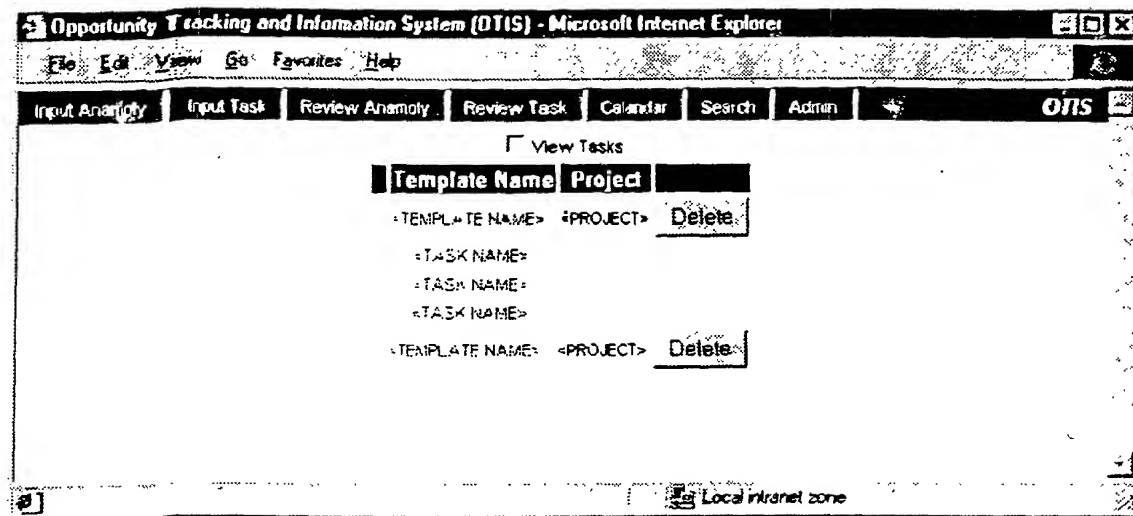 Opportunity Tracking and Information System (OTIS) - Microsoft Internet Explorer
File Edit View Go Favorites Help
Input Anamoly Input Task Review Anamoly Review Task Calendar Search Admin OTIS
View Tasks
Template Name Project
<TEMPLATE NAME> <PROJECT> Delete
<TASK NAME>
<TASK NAME>
<TASK NAME>
<TEMPLATE NAME> <PROJECT> Delete
Local intranet zone